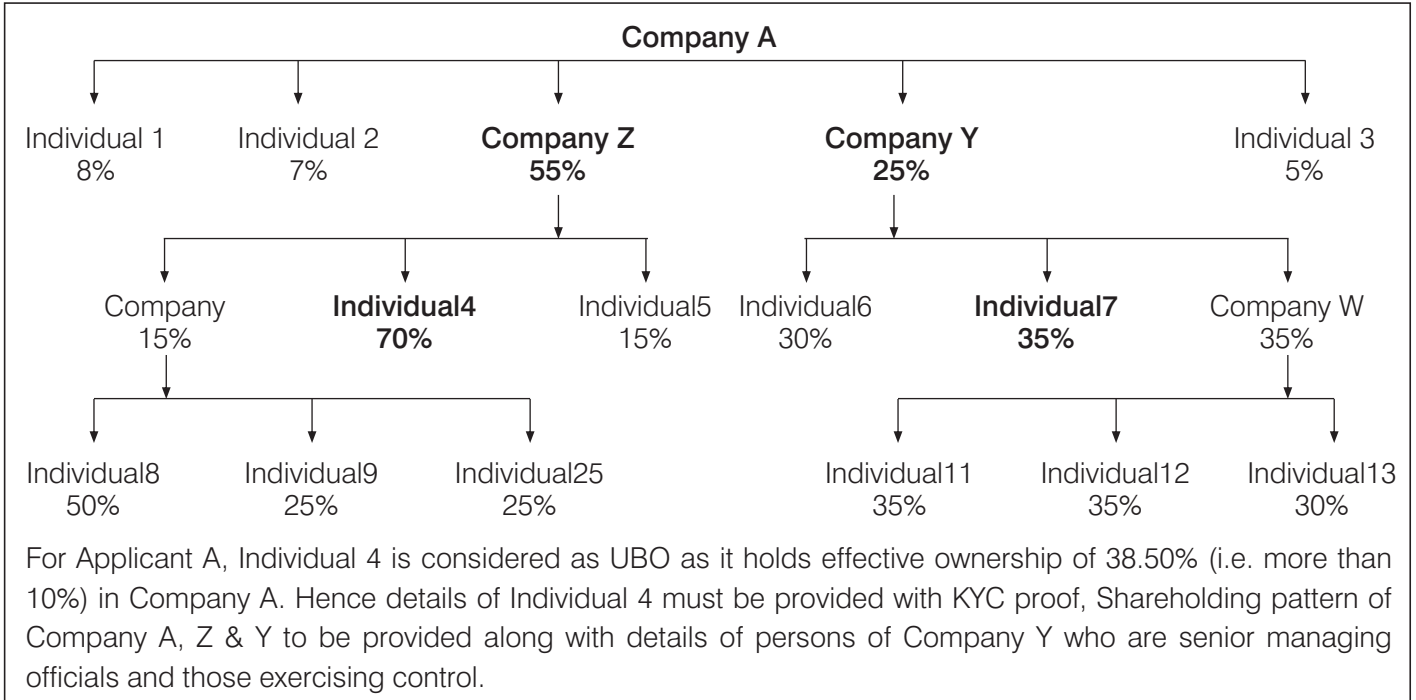 Company A
Individual 1 Individual 2 Company Z Company Y Individual 3
8% 7% 55% 25% 5%
Company Individual4 Individual5 Individual6 Individual7 Company W
15% 70% 15% 30% 35% 35%
Individual8 Individual9 Individual25 Individual11 Individual12 Individual13
50% 25% 25% 35% 35% 30%
For Applicant A, Individual 4 is considered as UBO as it holds effective ownership of 38.50% (i.e. more than
10%) in Company A. Hence details of Individual 4 must be provided with KYC proof, Shareholding pattern of
Company A, Z & Y to be provided along with details of persons of Company Y who are senior managing
officials and those exercising control.